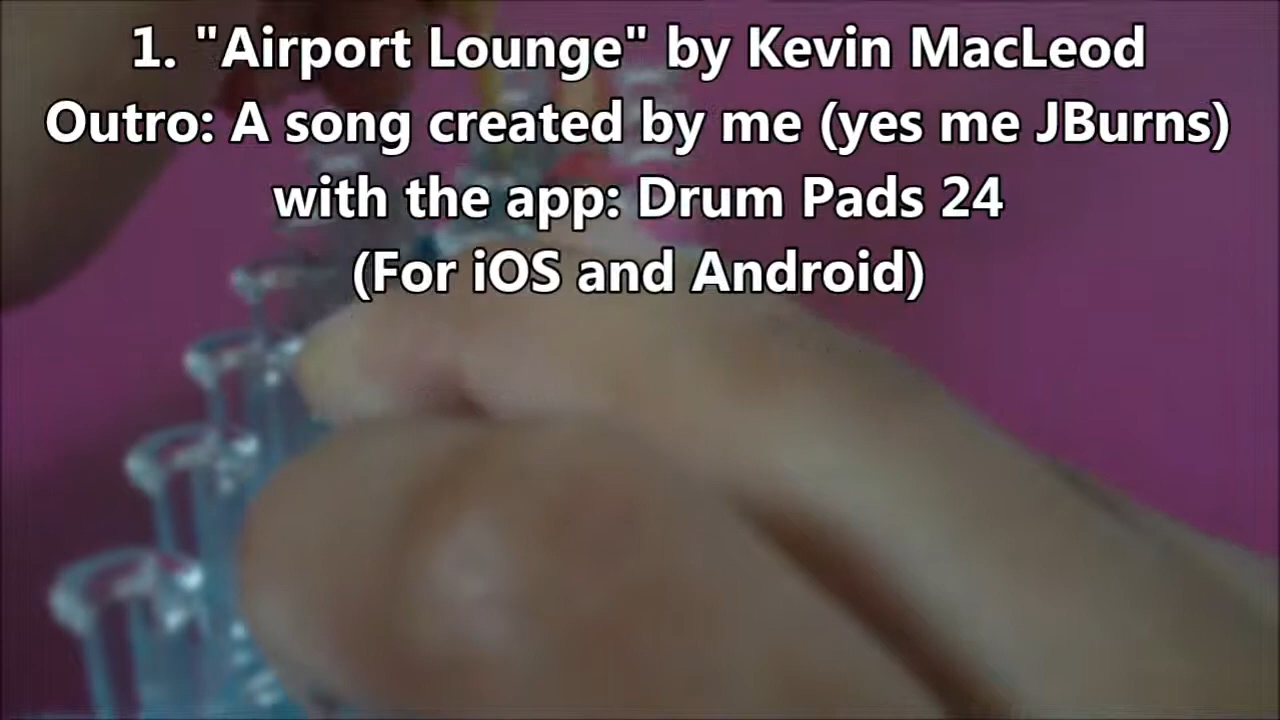 1. "Airport Lounge" by Kevin MacLeod
Outro: A song created by me (yes me JBurns)
with the app: Drum Pads 24
(For iOS and Android)